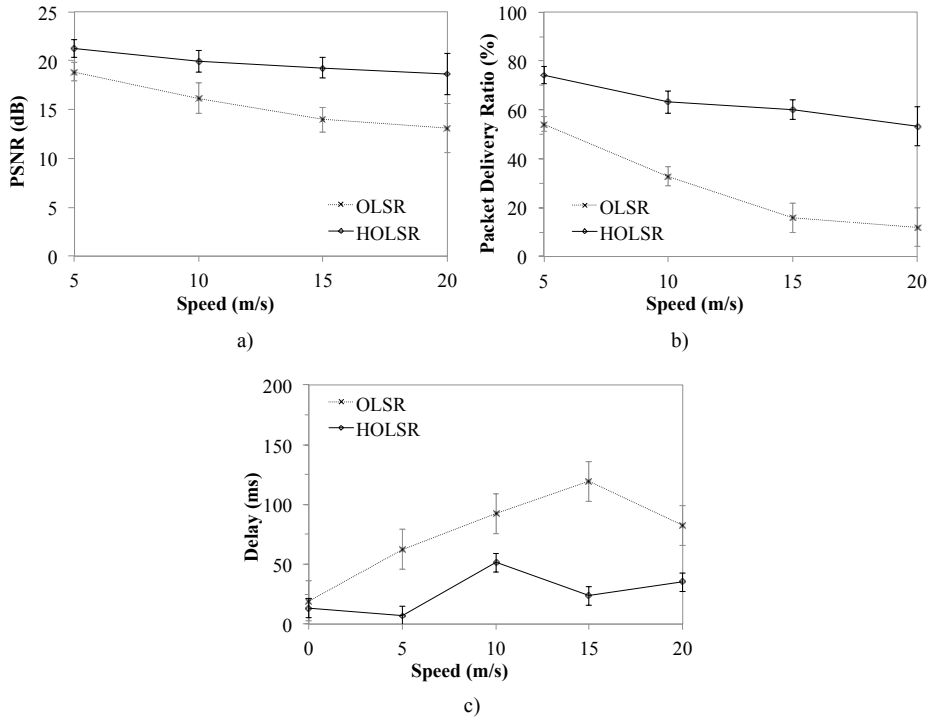 25
20
15
10
5
0
PSNR (dB)
OLSR
HOLSR
5 10 15 20
Speed (m/s)
a)
100
80
60
40
20
0
Packet Delivery Ratio (%)
OLSR
HOLSR
5 10 15 20
Speed (m/s)
b)
200
150
100
50
0
Delay (ms)
OLSR
HOLSR
0 5 10 15 20
Speed (m/s)
c)